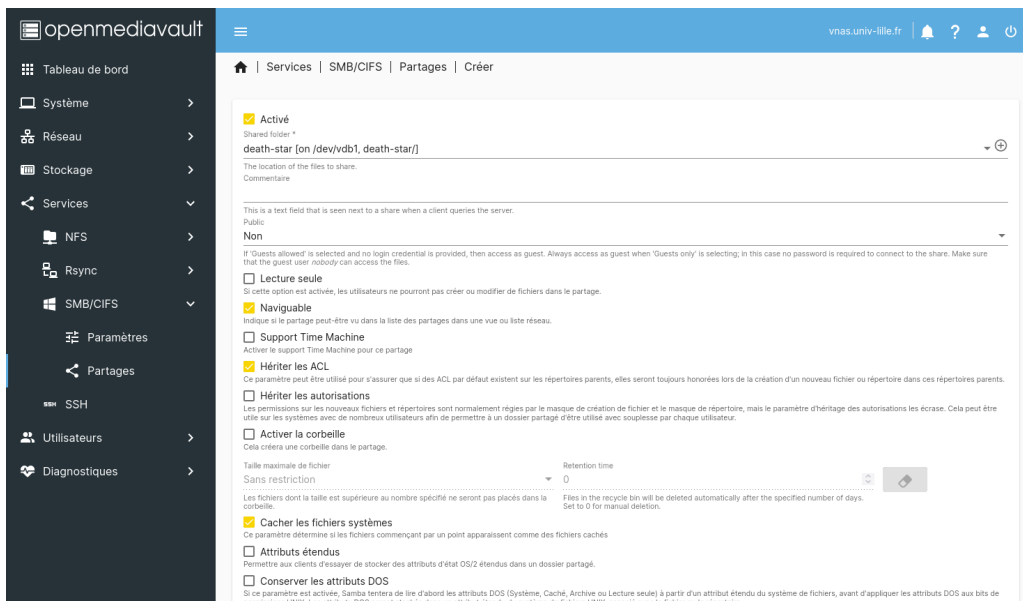 openmediavault
vnas.univ-lille.fr
Tableau de bord
Système
Réseau
Stockage
Services
NFS
Rsync
SMB/CIFS
Paramètres
Partages
SSH
SSH
Utilisateurs
Diagnostiques
| Services | SMB/CIFS | Partages | Créer
Activé
Shared folder *
death-star [on /dev/vdb1, death-star/]
The location of the files to share.
Commentaire
This is a text field that is seen next to a share when a client queries the server.
Public
Non
If 'Guests allowed' is selected and no login credential is provided, then access as guest. Always access as guest when 'Guests only' is selecting; in this case no password is required to connect to the share. Make sure
that the guest user nobody can access the files.
Lecture seule
Si cette option est activée, les utilisateurs ne pourront pas créer ou modifier de fichiers dans le partage.
Naviguable
Indique si le partage peut-être vu dans la liste des partages dans une vue ou liste réseau.
Support Time Machine
Activer le support Time Machine pour ce partage
Hériter les ACL
Ce paramètre peut être utilisé pour s'assurer que si des ACL par défaut existent sur les répertoires parents, elles seront toujours honorées lors de la création d'un nouveau fichier ou répertoire dans ces répertoires parents.
Hériter les autorisations
Les permissions sur les nouveaux fichiers et répertoires sont normalement régies par le masque de création de fichier et le masque de répertoire, mais le paramètre d'héritage des autorisations les écrase. Cela peut être
utile sur les systèmes avec de nombreux utilisateurs afin de permettre à un dossier partagé d'être utilisé avec souplesse par chaque utilisateur.
Activer la corbeille
Cela créera une corbeille dans le partage.
Taille maximale de fichier
Sans restriction
Retention time
0
Les fichiers dont la taille est supérieure au nombre spécifié ne seront pas placés dans la
corbeille.
Files in the recycle bin will be deleted automatically after the specified number of days.
Set to 0 for manual deletion.
Cacher les fichiers systèmes
Ce paramètre détermine si les fichiers commençant par un point apparaissent comme des fichiers cachés
Attributs étendus
Permettre aux clients d'essayer de stocker des attributs d'état OS/2 étendus dans un dossier partagé.
Conserver les attributs DOS
Si ce paramètre est activée, Samba tentera de lire d'abord les attributs DOS (Système, Caché, Archive ou Lecture seule) à partir d'un attribut étendu du système de fichiers, avant d'appliquer les attributs DOS aux bits de